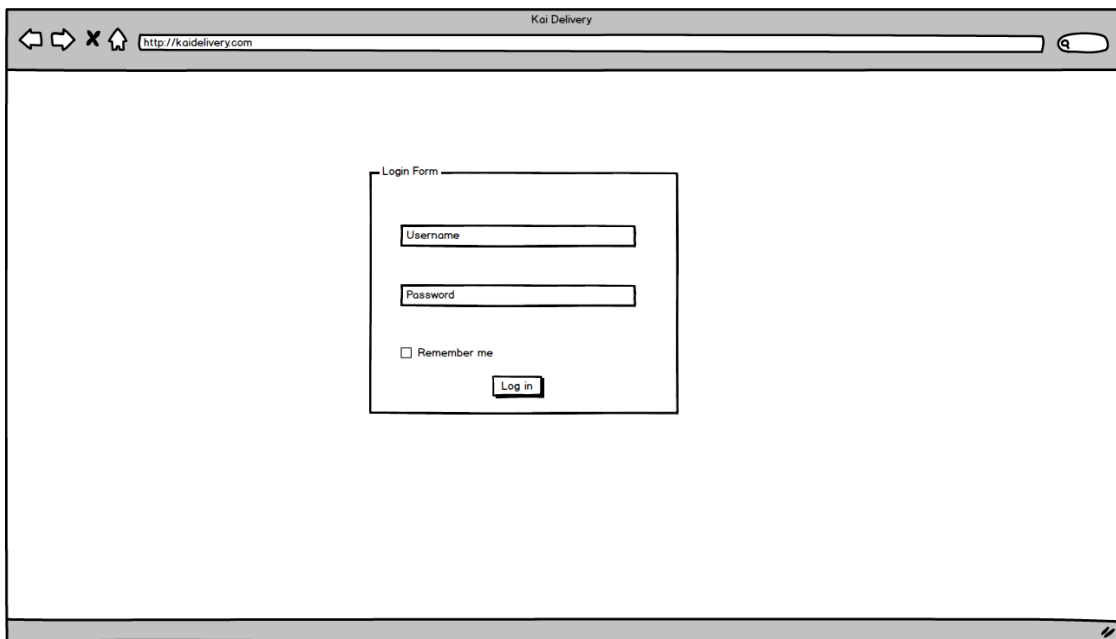 Kai Delivery
http://kaidelivery.com
Login Form
Username
Password
Remember me
Log in